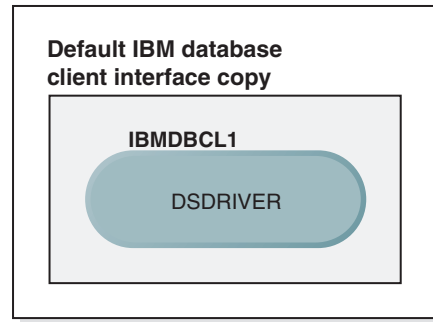 Default IBM database
client interface copy
IBMDBCL1
DSDRIVER